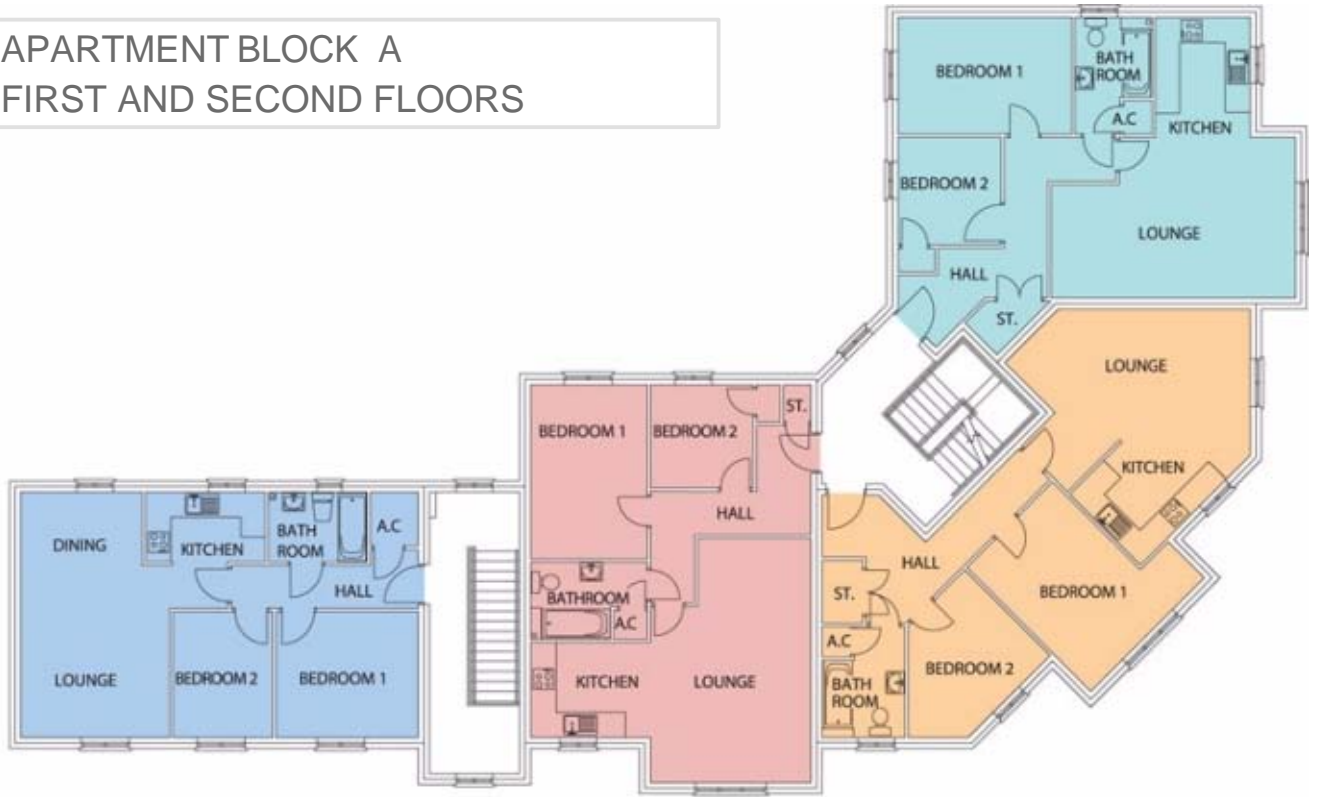 APARTMENT BLOCK A
FIRST AND SECOND FLOORS
BEDROOM 1
BATH
ROOM
A.C
KITCHEN
BEDROOM 2
LOUNGE
HALL
ST.
LOUNGE
KITCHEN
HALL
BEDROOM 1
ST.
A.C
BEDROOM 2
BATH
ROOM
BEDROOM 1
BEDROOM 2
ST.
HALL
BATHROOM
A.C
KITCHEN
LOUNGE
DINING
KITCHEN
BATH
ROOM
A.C
HALL
LOUNGE
BEDROOM 2
BEDROOM 1